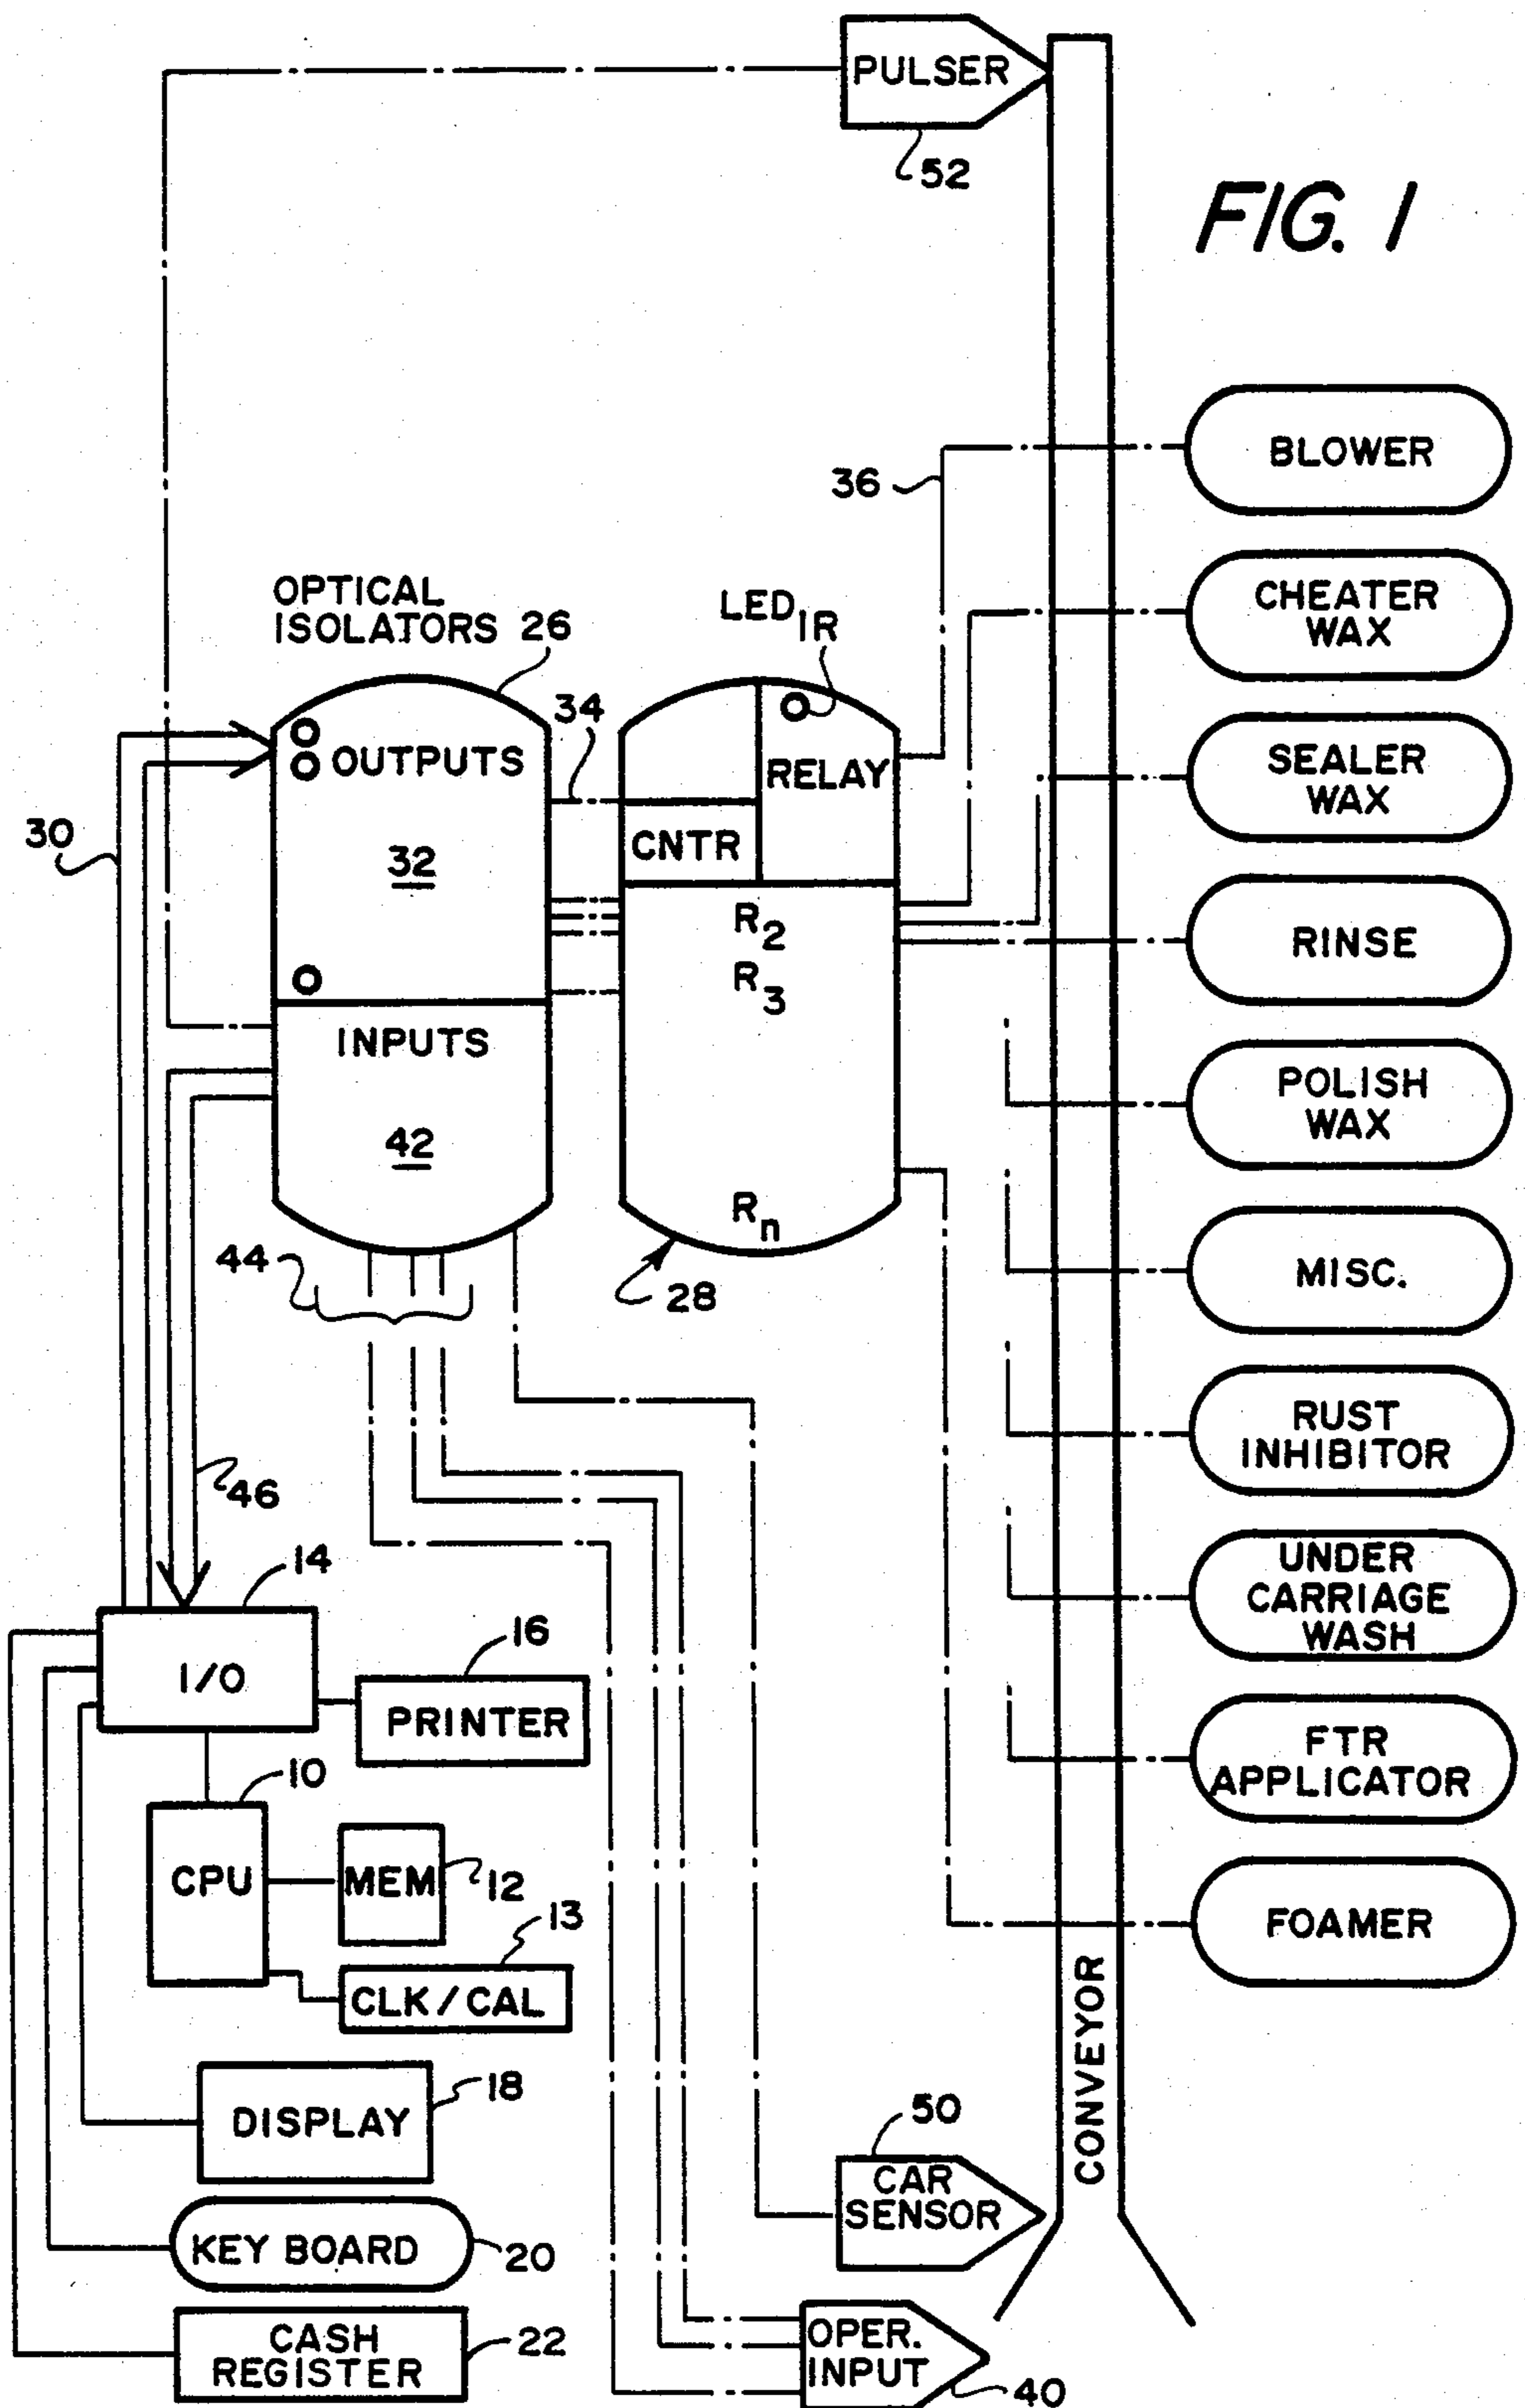 PULSER
52
FIG. 1
BLOWER
36
CHEATER
WAX
OPTICAL
ISOLATORS 26
LED1R
34
SEALER
WAX
OUTPUTS
RELAY
30
32
CNTR
R2
RINSE
R3
INPUTS
POLISH
WAX
42
Rn
44
28
MISC.
RUST
INHIBITOR
46
14
UNDER
CARRIAGE
WASH
I/O
16
PRINTER
10
FTR
APPLICATOR
CPU
MEM
12
13
CLK/CAL
FOAMER
CONVEYOR
18
DISPLAY
50
CAR
SENSOR
KEY BOARD
20
CASH
REGISTER
22
OPER.
INPUT
40